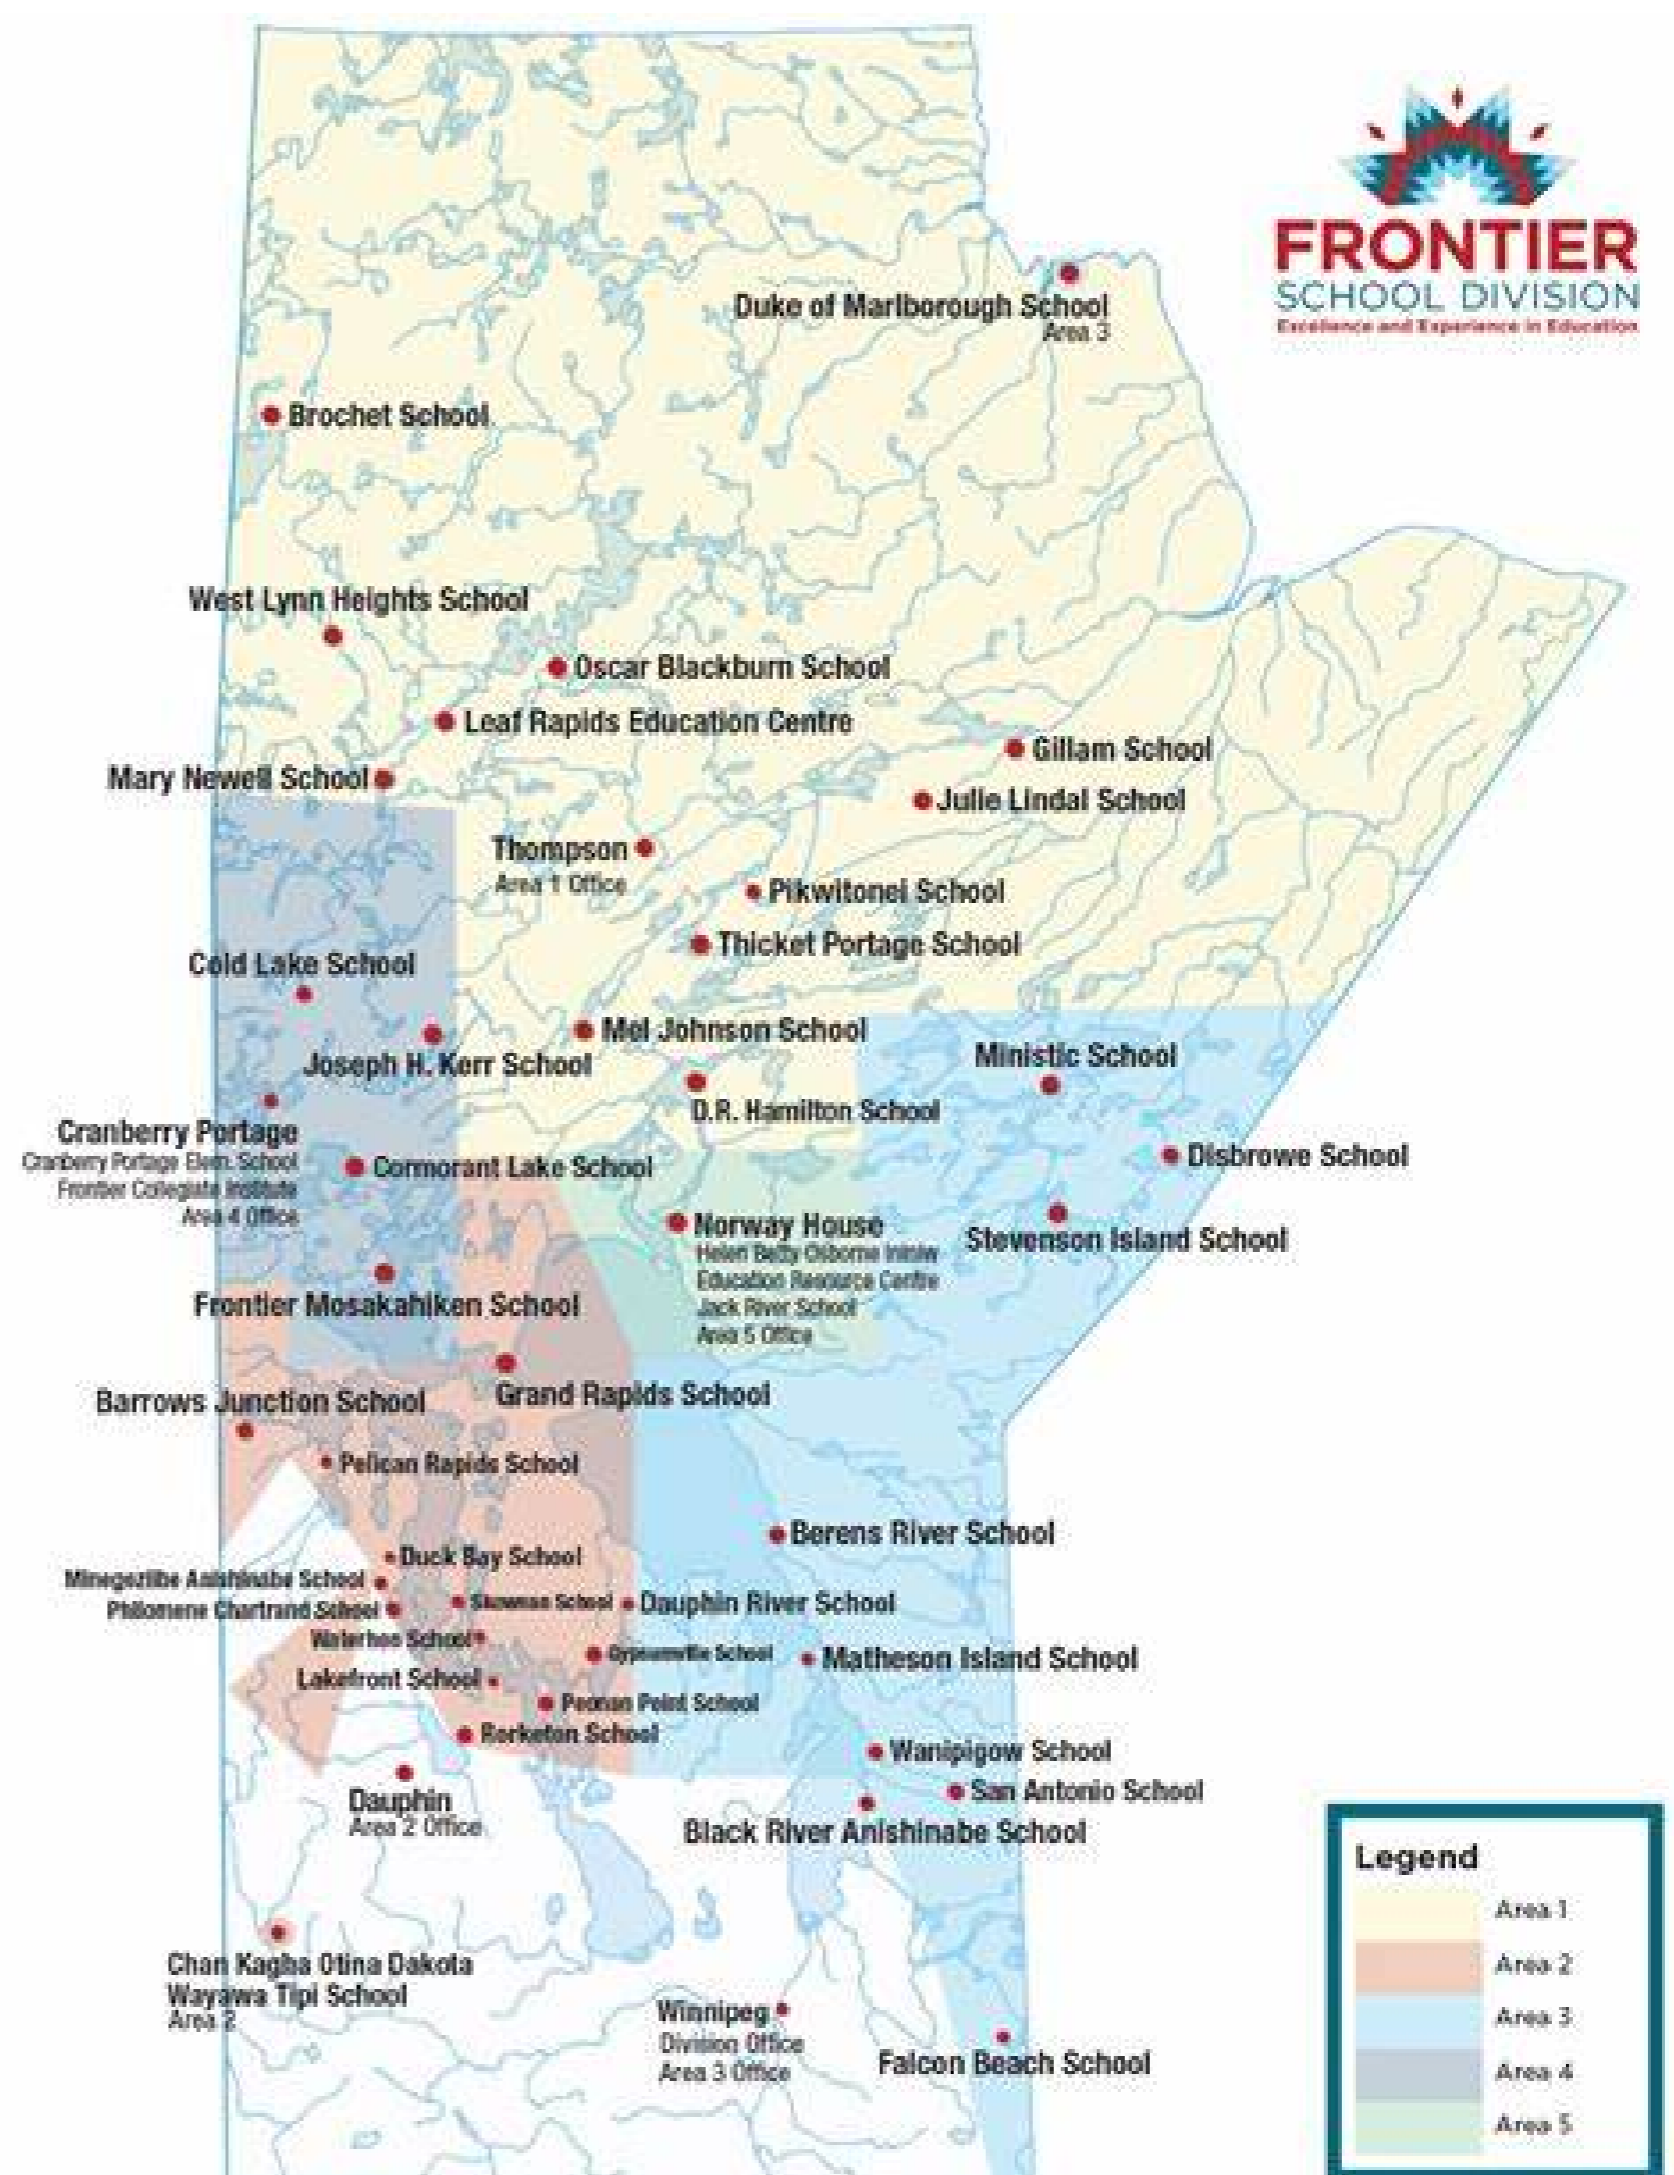 FRONTIER
SCHOOL DIVISION
Excellence and Experience in Education
Duke of Marlborough School
Area 3
Brochet School
West Lynn Heights School
Oscar Blackburn School
Leaf Rapids Education Centre
Gillam School
Mary Newell School
Julie Lindal School
Thompson
Area 1 Office
Pikwitonei School
Thicket Portage School
Cold Lake School
Mel Johnson School
Joseph H. Kerr School
Ministic School
D.R. Hamilton School
Cranberry Portage
Cranberry Portage Elem. School
Frontier Collegiate Institute
Area 4 Office
Cormorant Lake School
Disbrowe School
Norway House
Helen Betty Osborne Ininiw
Education Resource Centre
Jack River School
Area 5 Office
Stevenson Island School
Frontier Mosakahiken School
Grand Rapids School
Barrows Junction School
Pelican Rapids School
Berens River School
Duck Bay School
Minegoziibe Anishinabe School
Philomene Chartrand School
Skownan School
Dauphin River School
Waterhen School
Gypsumville School
Matheson Island School
Lakefront School
Peonan Point School
Rorketon School
Wanipigow School
San Antonio School
Dauphin
Area 2 Office
Black River Anishinabe School
Chan Kagha Otina Dakota
Wayawa Tipi School
Area 2
Winnipeg
Division Office
Area 3 Office
Falcon Beach School
Legend
Area 1
Area 2
Area 3
Area 4
Area 5